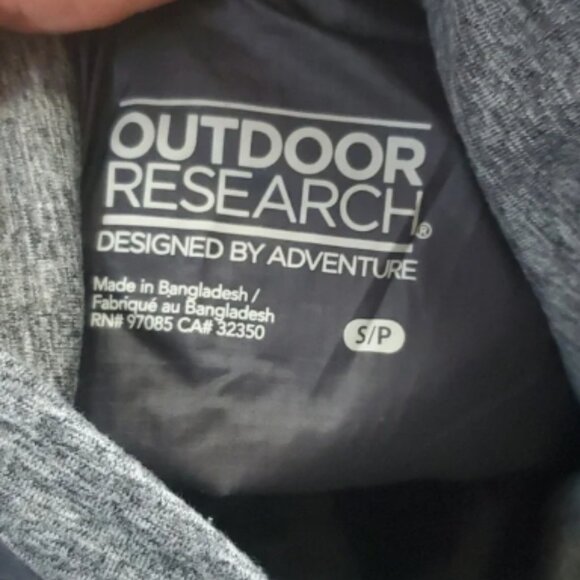 OUTDOOR
RESEARCH®
DESIGNED BY ADVENTURE
Made in Bangladesh /
Fabriqué au Bangladesh
RN# 97085 CA# 32350
S/P